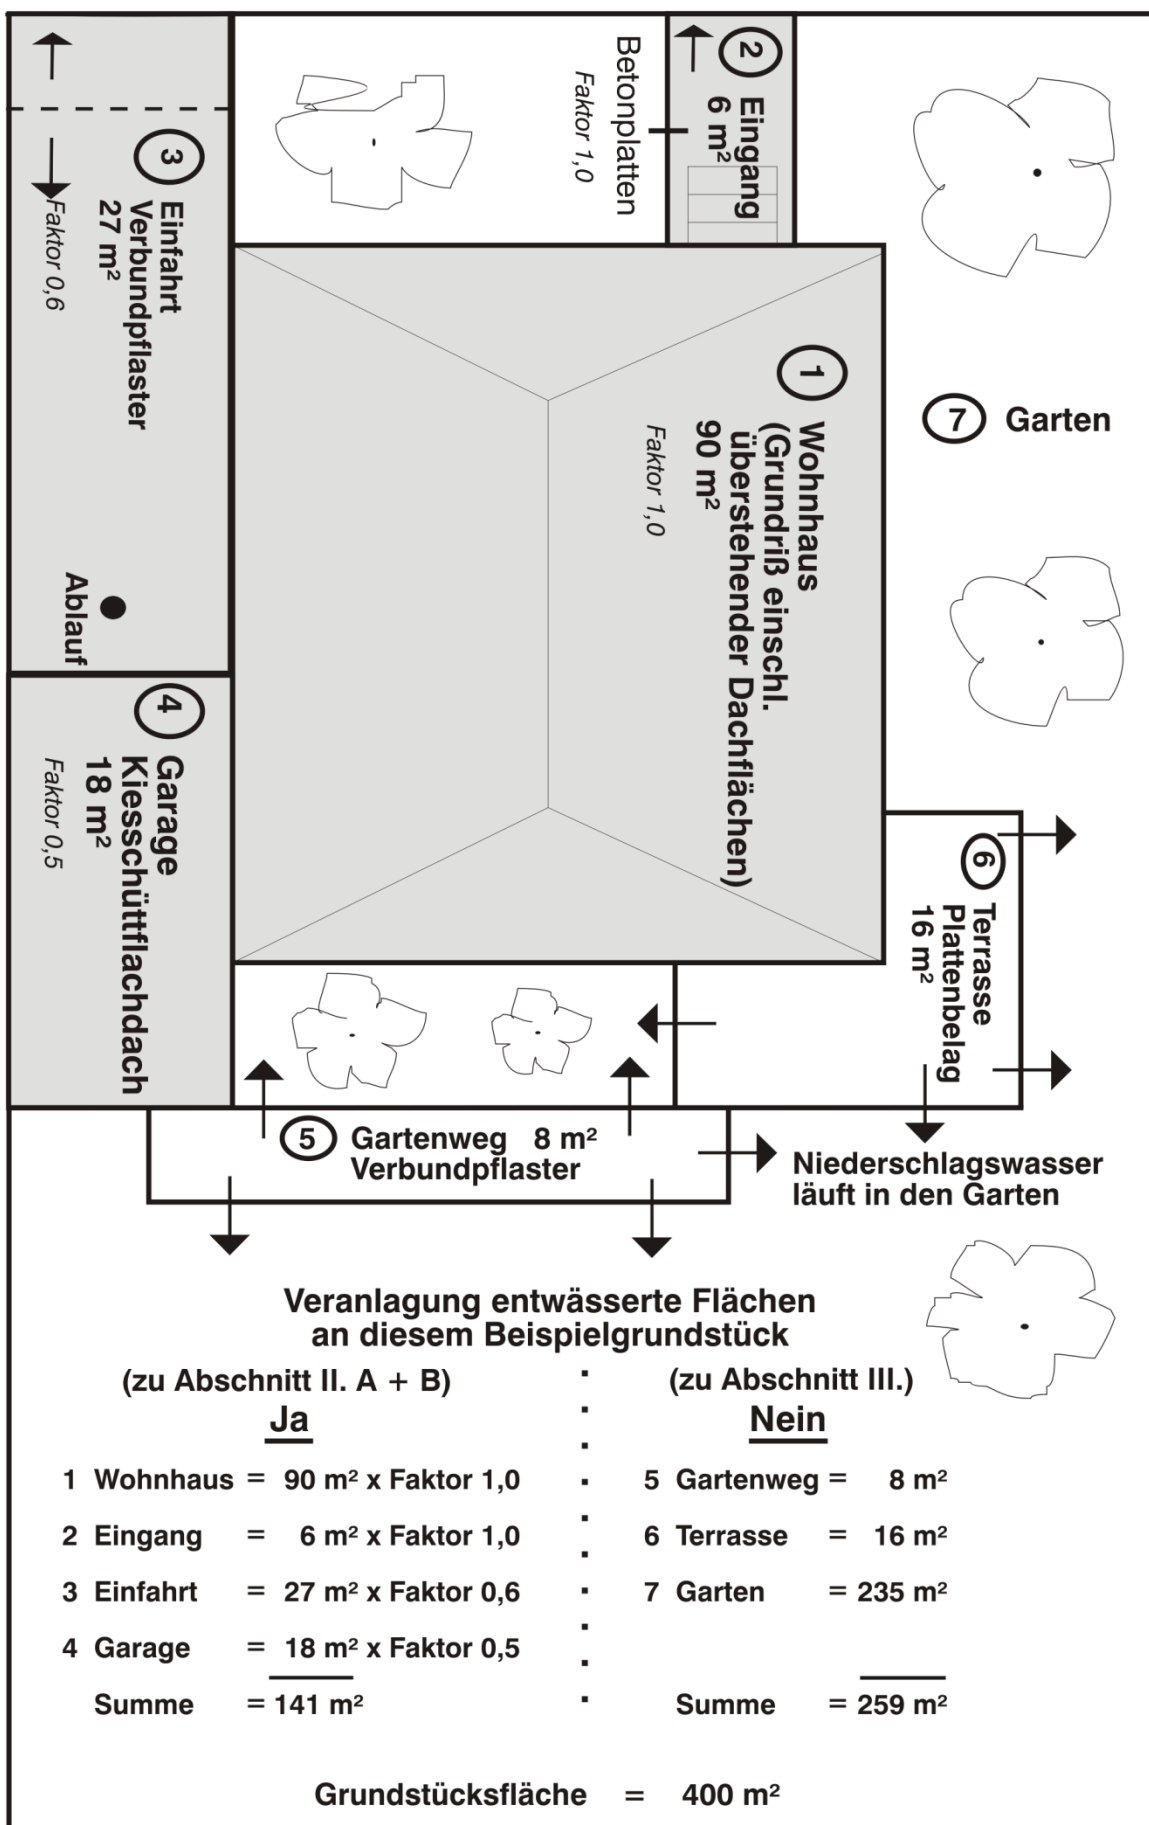 2
Eingang
6 m²
Betonplatten
Faktor 1,0
3
Einfahrt
Verbundpflaster
27 m²
Faktor 0,6
Ablauf
1
Wohnhaus
(Grundriß einschl.
überstehender Dachflächen)
90 m²
Faktor 1,0
7 Garten
4
Garage
Kiesschüttflachdach
18 m²
Faktor 0,5
6
Terrasse
Plattenbelag
16 m²
5 Gartenweg 8 m²
Verbundpflaster
Niederschlagswasser
läuft in den Garten
Veranlagung entwässerte Flächen
an diesem Beispielgrundstück
(zu Abschnitt II. A + B)
Ja
1 Wohnhaus = 90 m² x Faktor 1,0
2 Eingang = 6 m² x Faktor 1,0
3 Einfahrt = 27 m² x Faktor 0,6
4 Garage = 18 m² x Faktor 0,5
Summe = 141 m²
(zu Abschnitt III.)
Nein
5 Gartenweg = 8 m²
6 Terrasse = 16 m²
7 Garten = 235 m²
Summe = 259 m²
Grundstücksfläche = 400 m²